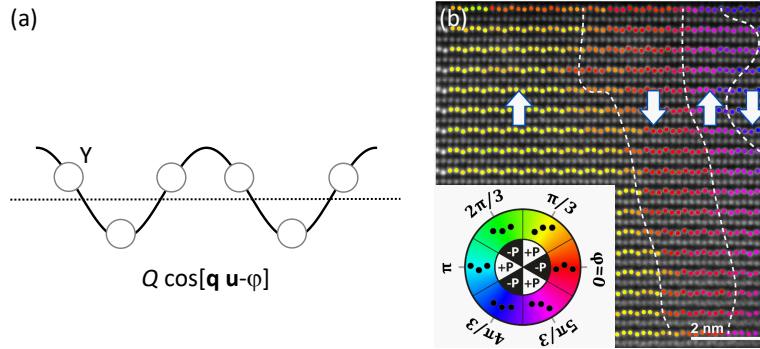 (a)
Y
Q cos[q u-φ]
(b)
2π/3
π/3
π
φ=0
4π/3
5π/3
-P
+P
+P
-P
-P
+P
2 nm